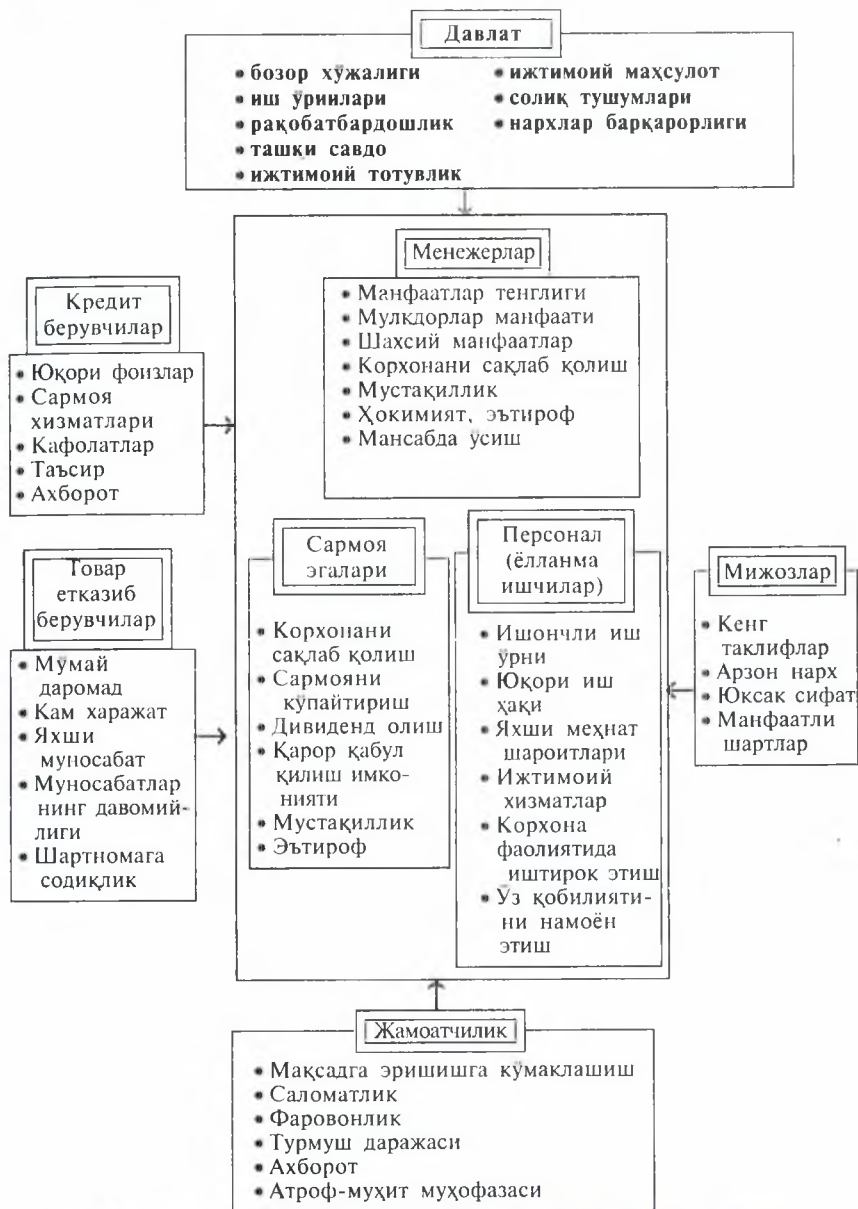 Давлат
• бозор хўжалиги
• иш ўринлари
• рақобатбардошлик
• ташқи савдо
• ижтимоий тотувлик
• ижтимоий маҳсулот
• солиқ тушумлари
• нархлар барқарорлиги
Менежерлар
• Манфаатлар тенглиги
• Мулкдорлар манфаати
• Шахсий манфаатлар
• Корхонани сақлаб қолиш
• Мустақиллик
• Ҳокимият, эътироф
• Мансабда ўсиш
Кредит
берувчилар
• Юқори фоизлар
• Сармоя
хизматлари
• Кафолатлар
• Таъсир
• Ахборот
Товар
етказиб
берувчилар
• Мўмай
даромад
• Кам харажат
• Яхши
муносабат
• Муносабатлар
нинг давомий-
лиги
• Шартномага
содиқлик
Сармоя
эгалари
• Корхонани
сақлаб қолиш
• Сармояни
кўпайтириш
• Дивиденд олиш
• Қарор қабул
қилиш имко-
нияти
• Мустақиллик
• Эътироф
Персонал
(ёлланма
ишчилар)
• Ишончли иш
ўрни
• Юқори иш
ҳақи
• Яхши меҳнат
шароитлари
• Ижтимоий
хизматлар
• Корхона
фаолиятида
иштирок этиш
• Ўз қобилияти-
ни намоён
этиш
Мижозлар
• Кенг
таклифлар
• Арзон нарх
• Юксак сифат
• Манфаатли
шартлар
Жамоатчилик
• Мақсадга эришишга кўмаклашиш
• Саломатлик
• Фаровонлик
• Турмуш даражаси
• Ахборот
• Атроф-муҳит муҳофазаси